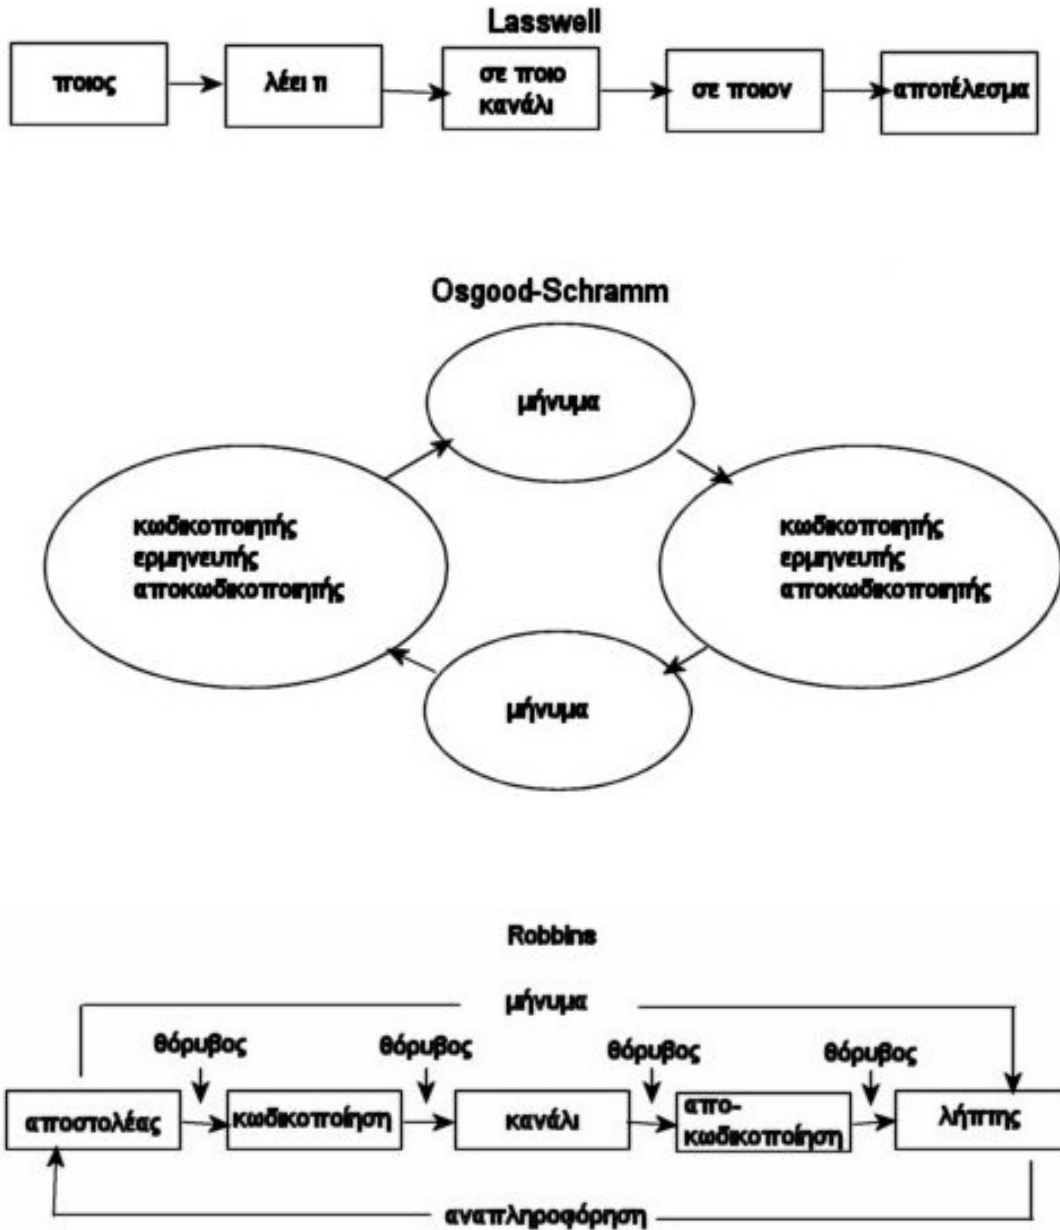 Lasswell
ποιος
λέει τι
σε ποιο
κανάλι
σε ποιον
αποτέλεσμα
Osgood-Schramm
μήνυμα
κωδικοποιητής
ερμηνευτής
αποκωδικοποιητής
κωδικοποιητής
ερμηνευτής
αποκωδικοποιητής
μήνυμα
Robbins
μήνυμα
θόρυβος
θόρυβος
θόρυβος
θόρυβος
αποστολέας
κωδικοποίηση
κανάλι
απο-
κωδικοποίηση
λήπτης
αναπληροφόρηση